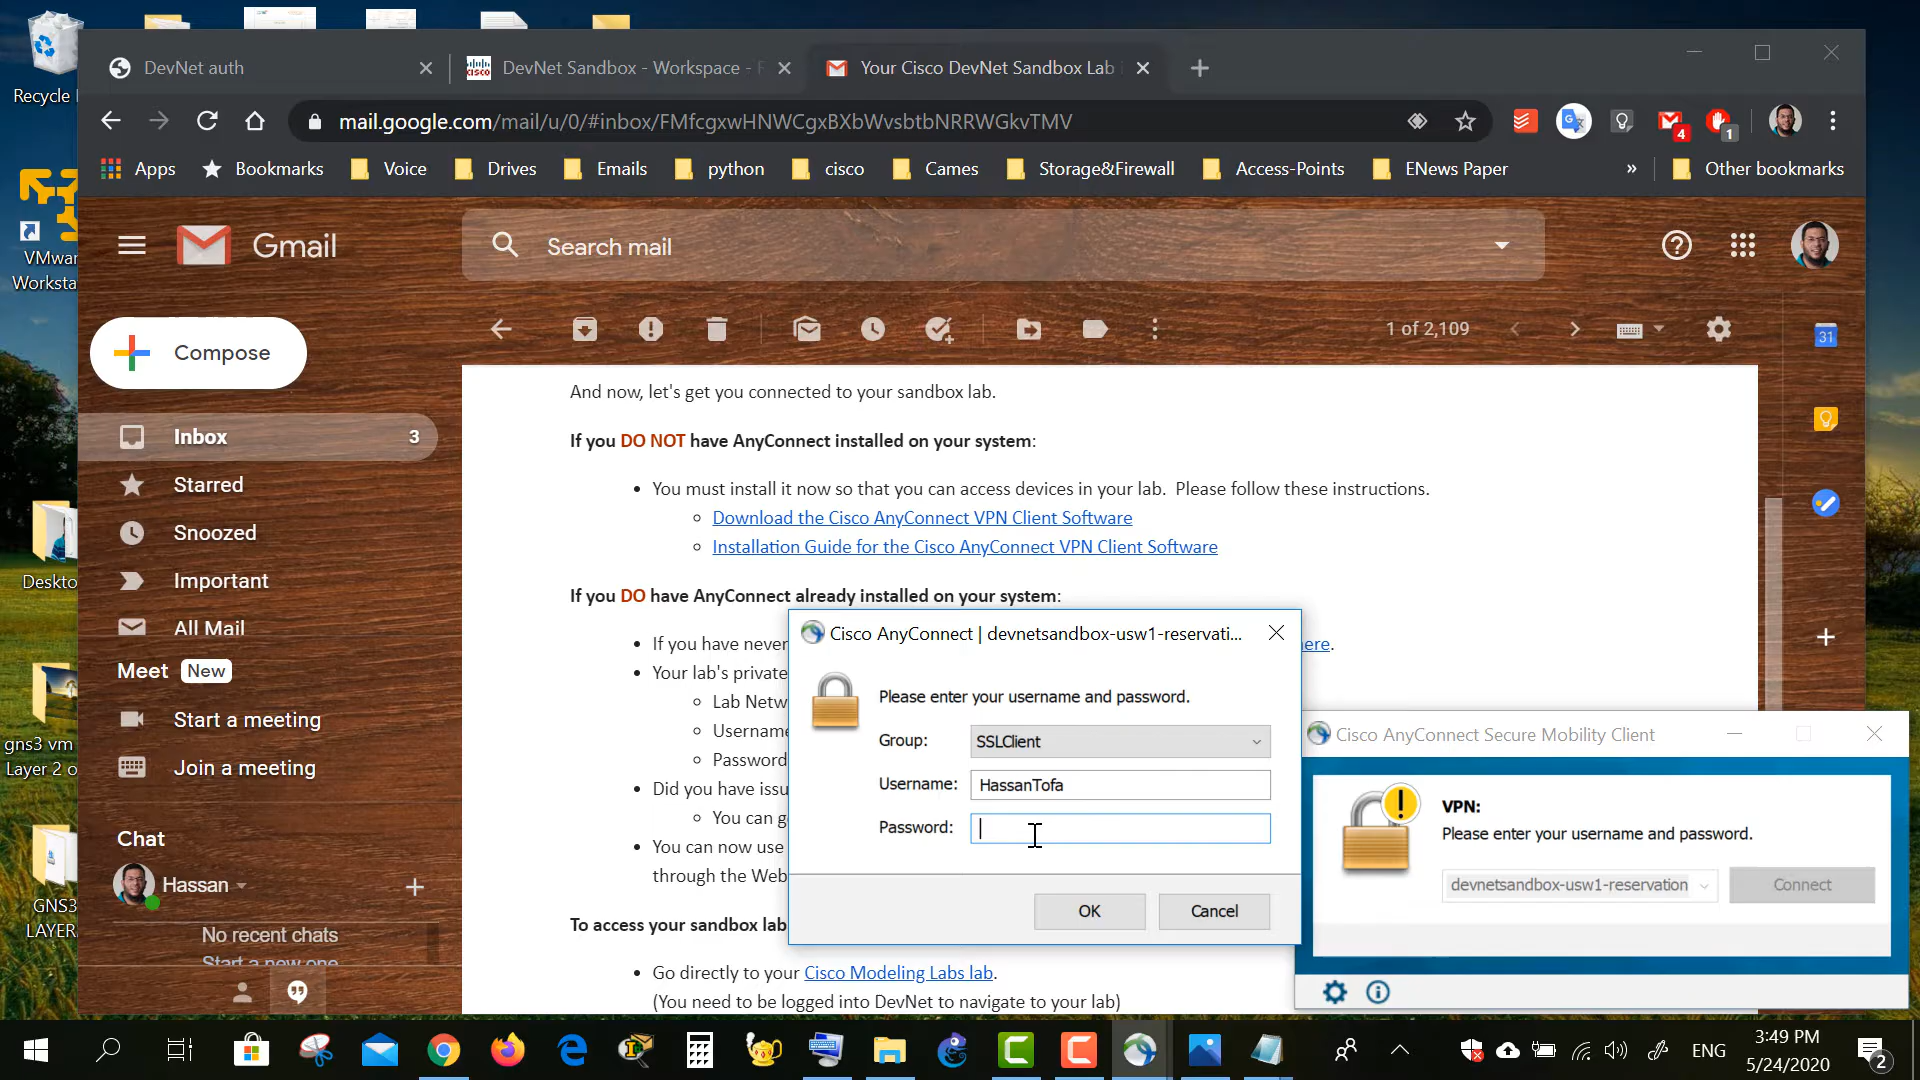 Recycle
VMwar
Worksta
Deskto
gns3 vm
Layer 2 o
GNS3
LAYER
DevNet auth
CISCO
DevNet Sandbox - Workspace -
Your Cisco DevNet Sandbox Lab
mail.google.com/mail/u/0/#inbox/FMfcgxwHNWCgxBXbWvsbtbNRRWGkvTMV
4
1
Apps
Bookmarks
Voice
Drives
Emails
python
cisco
Cames
Storage&Firewall
Access-Points
ENews Paper
»
Other bookmarks
Gmail
Search mail
Compose
1 of 2,109
31
Inbox 3
Starred
Snoozed
Important
All Mail
Meet New
Start a meeting
Join a meeting
Chat
Hassan
No recent chats
Start a new one
And now, let's get you connected to your sandbox lab.
If you DO NOT have AnyConnect installed on your system:
• You must install it now so that you can access devices in your lab. Please follow these instructions.
Download the Cisco AnyConnect VPN Client Software
Installation Guide for the Cisco AnyConnect VPN Client Software
If you DO have AnyConnect already installed on your system:
• If you have never
here.
• Your lab's private
Lab Netw
Username
Password
• Did you have issu
You can g
• You can now use
through the Web
To access your sandbox lab
• Go directly to your Cisco Modeling Labs lab.
(You need to be logged into DevNet to navigate to your lab)
Cisco AnyConnect | devnetsandbox-usw1-reservati...
Please enter your username and password.
Group: SSLClient
Username: HassanTofa
Password:
OK
Cancel
Cisco AnyConnect Secure Mobility Client
VPN:
Please enter your username and password.
devnetsandbox-usw1-reservation
Connect
ENG
3:49 PM
5/24/2020
2